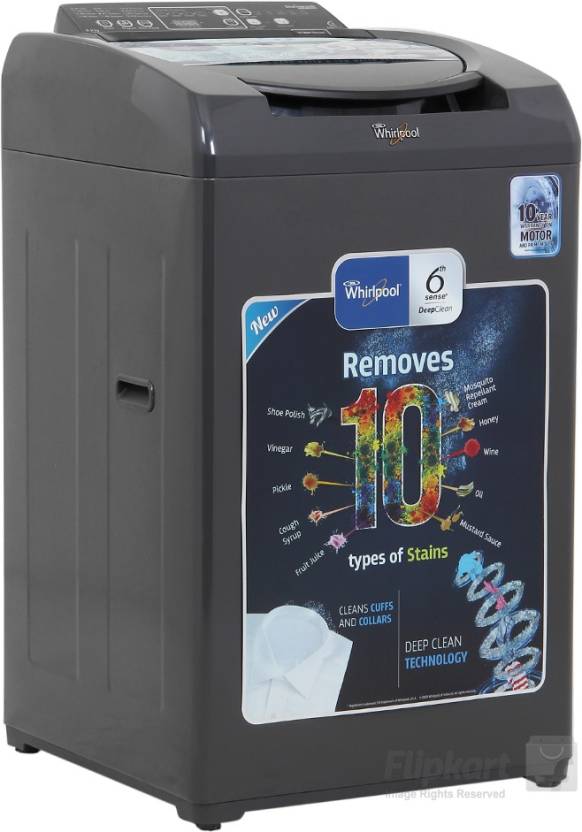 Whirlpool
Whirlpool
10 YEAR
MOTOR
New
Whirlpool
6th
sense
DeepClean
Removes
10
types of Stains
Shoe Polish
Vinegar
Pickle
Cough
Syrup
Fruit Juice
Mosquito
Repellant
Cream
Honey
Wine
Oil
Mustard Sauce
CLEANS CUFFS
AND COLLARS
DEEP CLEAN
TECHNOLOGY
Flipkart
Image Rights Reserved